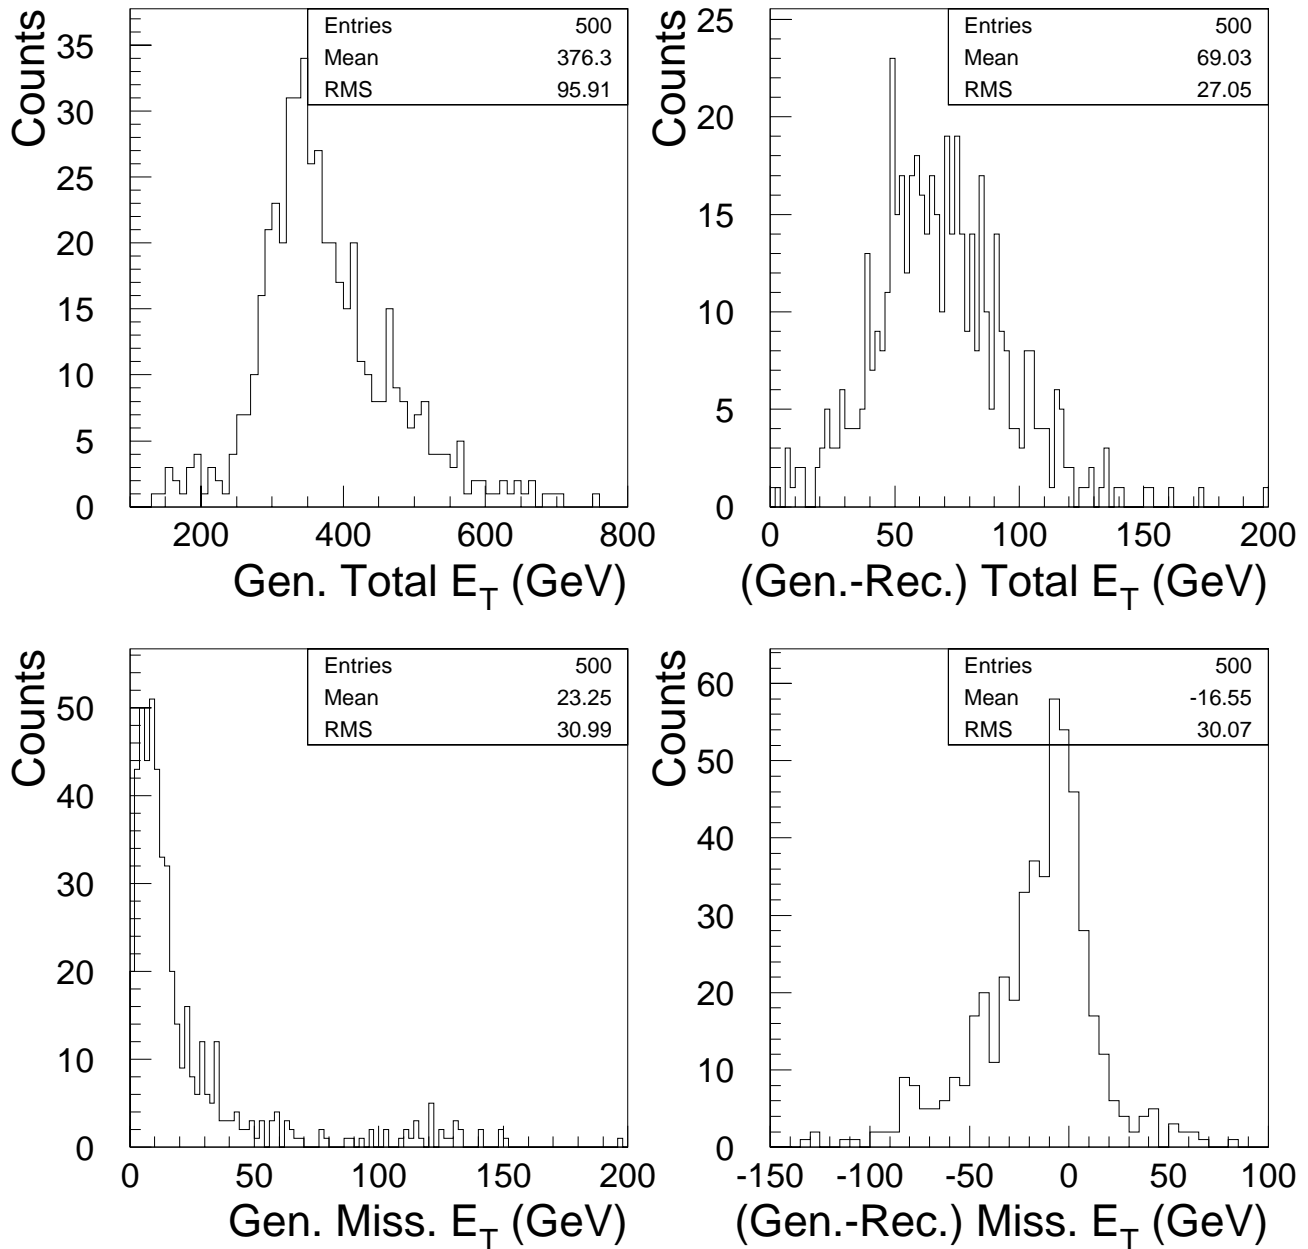 Counts
35
30
25
20
15
10
5
0
Entries 500
Mean 376.3
RMS 95.91
200 400 600 800
Gen. Total E_T (GeV)
Counts
25
20
15
10
5
0
Entries 500
Mean 69.03
RMS 27.05
0 50 100 150 200
(Gen.-Rec.) Total E_T (GeV)
Counts
50
40
30
20
10
0
Entries 500
Mean 23.25
RMS 30.99
0 50 100 150 200
Gen. Miss. E_T (GeV)
Counts
60
50
40
30
20
10
0
Entries 500
Mean -16.55
RMS 30.07
-150 -100 -50 0 50 100
(Gen.-Rec.) Miss. E_T (GeV)